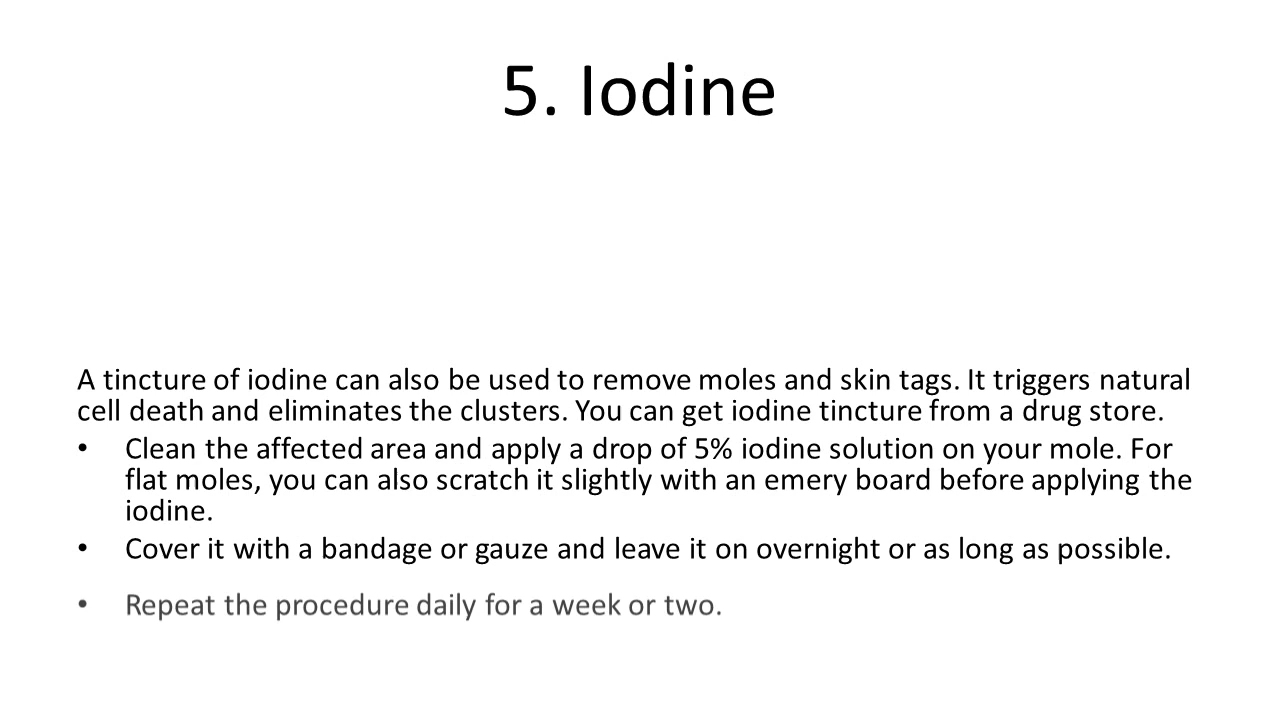 5. Iodine
A tincture of iodine can also be used to remove moles and skin tags. It triggers natural
cell death and eliminates the clusters. You can get iodine tincture from a drug store.
• Clean the affected area and apply a drop of 5% iodine solution on your mole. For
flat moles, you can also scratch it slightly with an emery board before applying the
iodine.
• Cover it with a bandage or gauze and leave it on overnight or as long as possible.
• Repeat the procedure daily for a week or two.